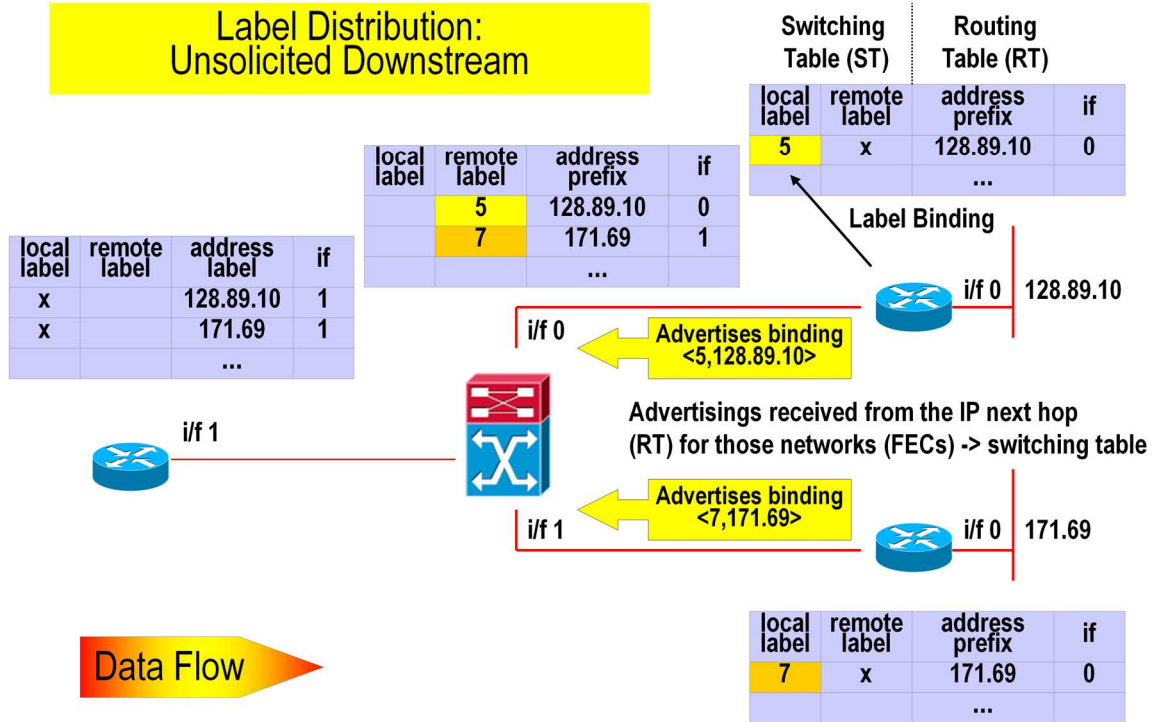 Label Distribution:
Unsolicited Downstream
Switching
Table (ST)
Routing
Table (RT)
local label remote label address prefix if
5 x 128.89.10 0
...
local label remote label address prefix if
5 128.89.10 0
7 171.69 1
...
Label Binding
local label remote label address label if
x 128.89.10 1
x 171.69 1
...
i/f 0
128.89.10
i/f 0
Advertises binding
<5,128.89.10>
Advertisings received from the IP next hop
(RT) for those networks (FECs) -> switching table
i/f 1
Advertises binding
<7,171.69>
i/f 1
i/f 0
171.69
local label remote label address prefix if
7 x 171.69 0
...
Data Flow